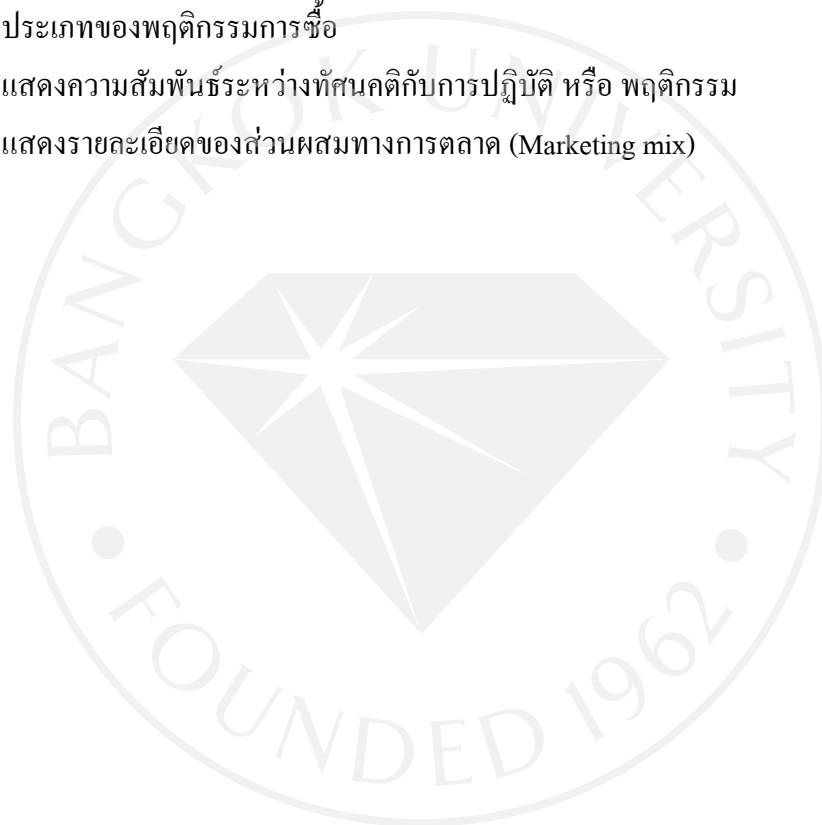 ประเภทของพฤติกรรมการซื้อ
แสดงความสัมพันธ์ระหว่างทัศนคติกับการปฏิบัติ หรือ พฤติกรรม
แสดงรายละเอียดของส่วนผสมทางการตลาด (Marketing mix)
BANGKOK UNIVERSITY
FOUNDED 1962